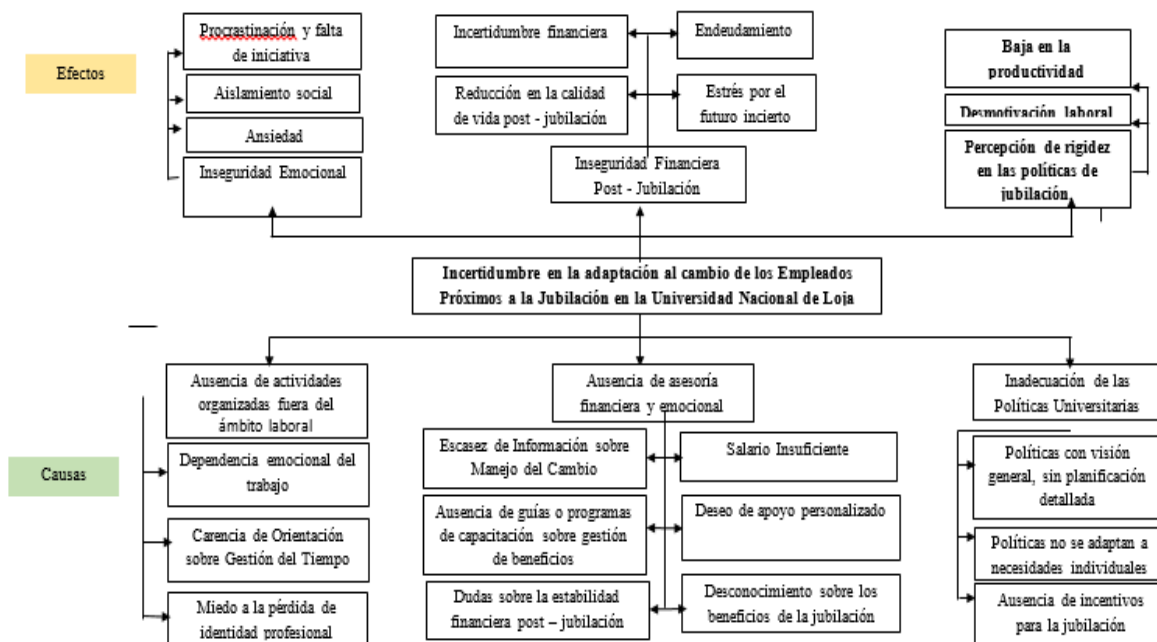 Efectos
Procrastinación y falta
de iniciativa
Aislamiento social
Ansiedad
Inseguridad Emocional
Incertidumbre financiera
Endeudamiento
Reducción en la calidad
de vida post - jubilación
Estrés por el
futuro incierto
Inseguridad Financiera
Post - Jubilación
Baja en la
productividad
Desmotivación laboral
Percepción de rigidez
en las políticas de
jubilación
Incertidumbre en la adaptación al cambio de los Empleados
Próximos a la Jubilación en la Universidad Nacional de Loja
Causas
Ausencia de actividades
organizadas fuera del
ámbito laboral
Dependencia emocional del
trabajo
Carencia de Orientación
sobre Gestión del Tiempo
Miedo a la pérdida de
identidad profesional
Ausencia de asesoría
financiera y emocional
Escasez de Información sobre
Manejo del Cambio
Salario Insuficiente
Ausencia de guías o programas
de capacitación sobre gestión
de beneficios
Deseo de apoyo personalizado
Dudas sobre la estabilidad
financiera post – jubilación
Desconocimiento sobre los
beneficios de la jubilación
Inadecuación de las
Políticas Universitarias
Políticas con visión
general, sin planificación
detallada
Políticas no se adaptan a
necesidades individuales
Ausencia de incentivos
para la jubilación